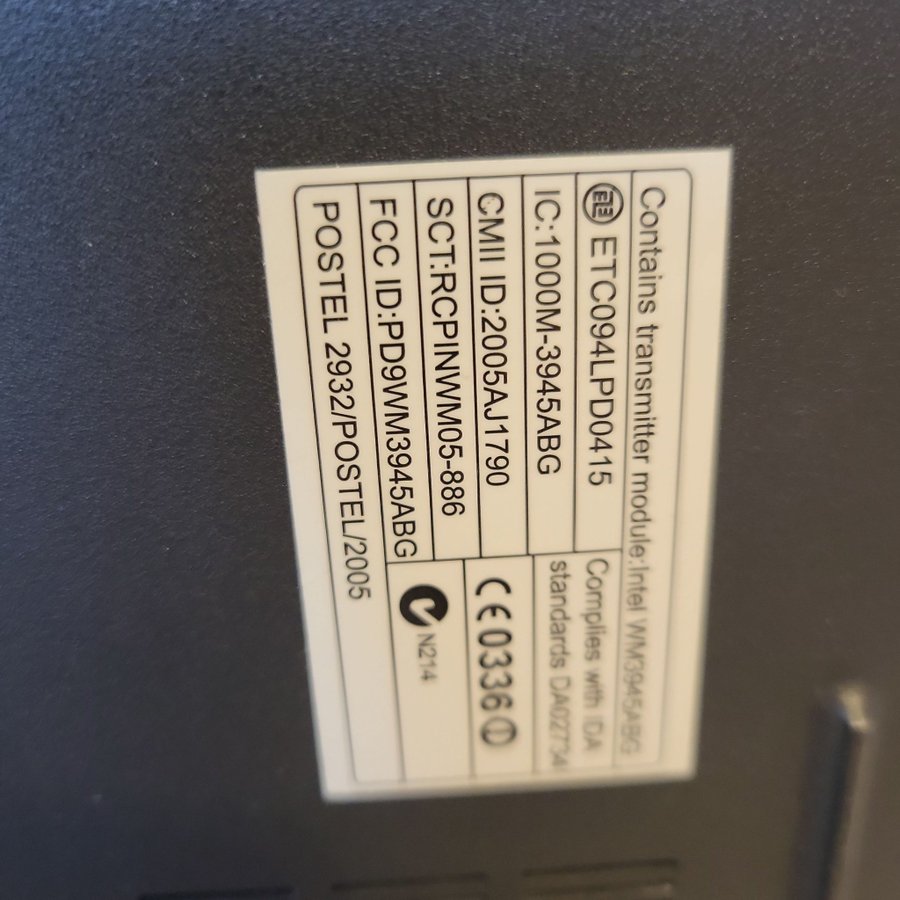 Contains transmitter module:Intel WM3945ABG
ETC094LPD0415
Complies with IDA
standards DA02734
IC:1000M-3945ABG
CMII ID:2005AJ1790
CE0336
SCT:RCPINWM05-886
FCC ID:PD9WM3945ABG
N214
POSTEL 2932/POSTEL/2005